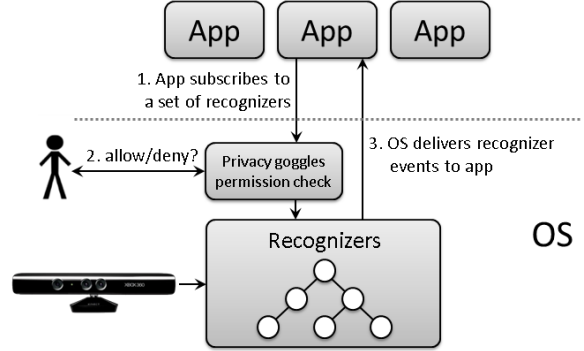 App
App
App
1. App subscribes to
a set of recognizers
2. allow/deny?
Privacy goggles
permission check
3. OS delivers recognizer
events to app
Recognizers
OS
XBOX 360